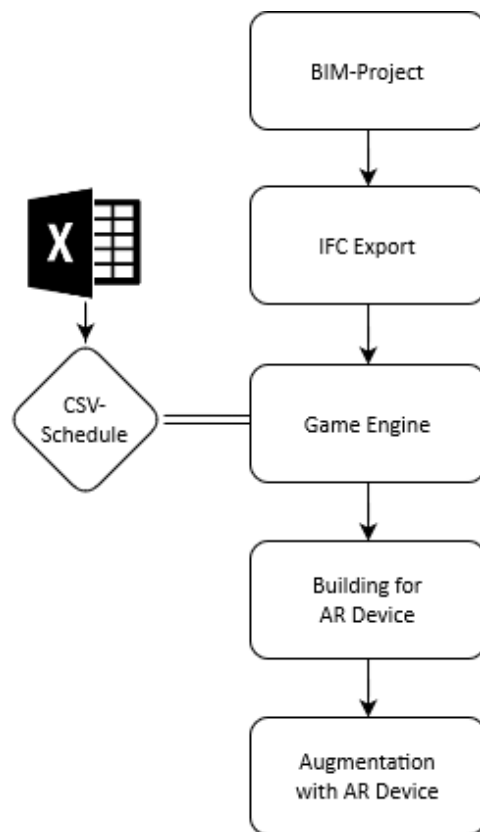 BIM-Project
IFC Export
X
CSV-
Schedule
Game Engine
Building for
AR Device
Augmentation
with AR Device